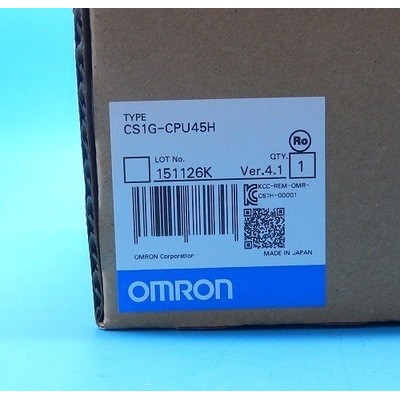 TYPE
CS1G-CPU45H
Ro
LOT No. QTY.
151126K Ver.4.1 1
KCC-REM-OMR-
CS1H-00001
OMRON Corporation MADE IN JAPAN
OMRON